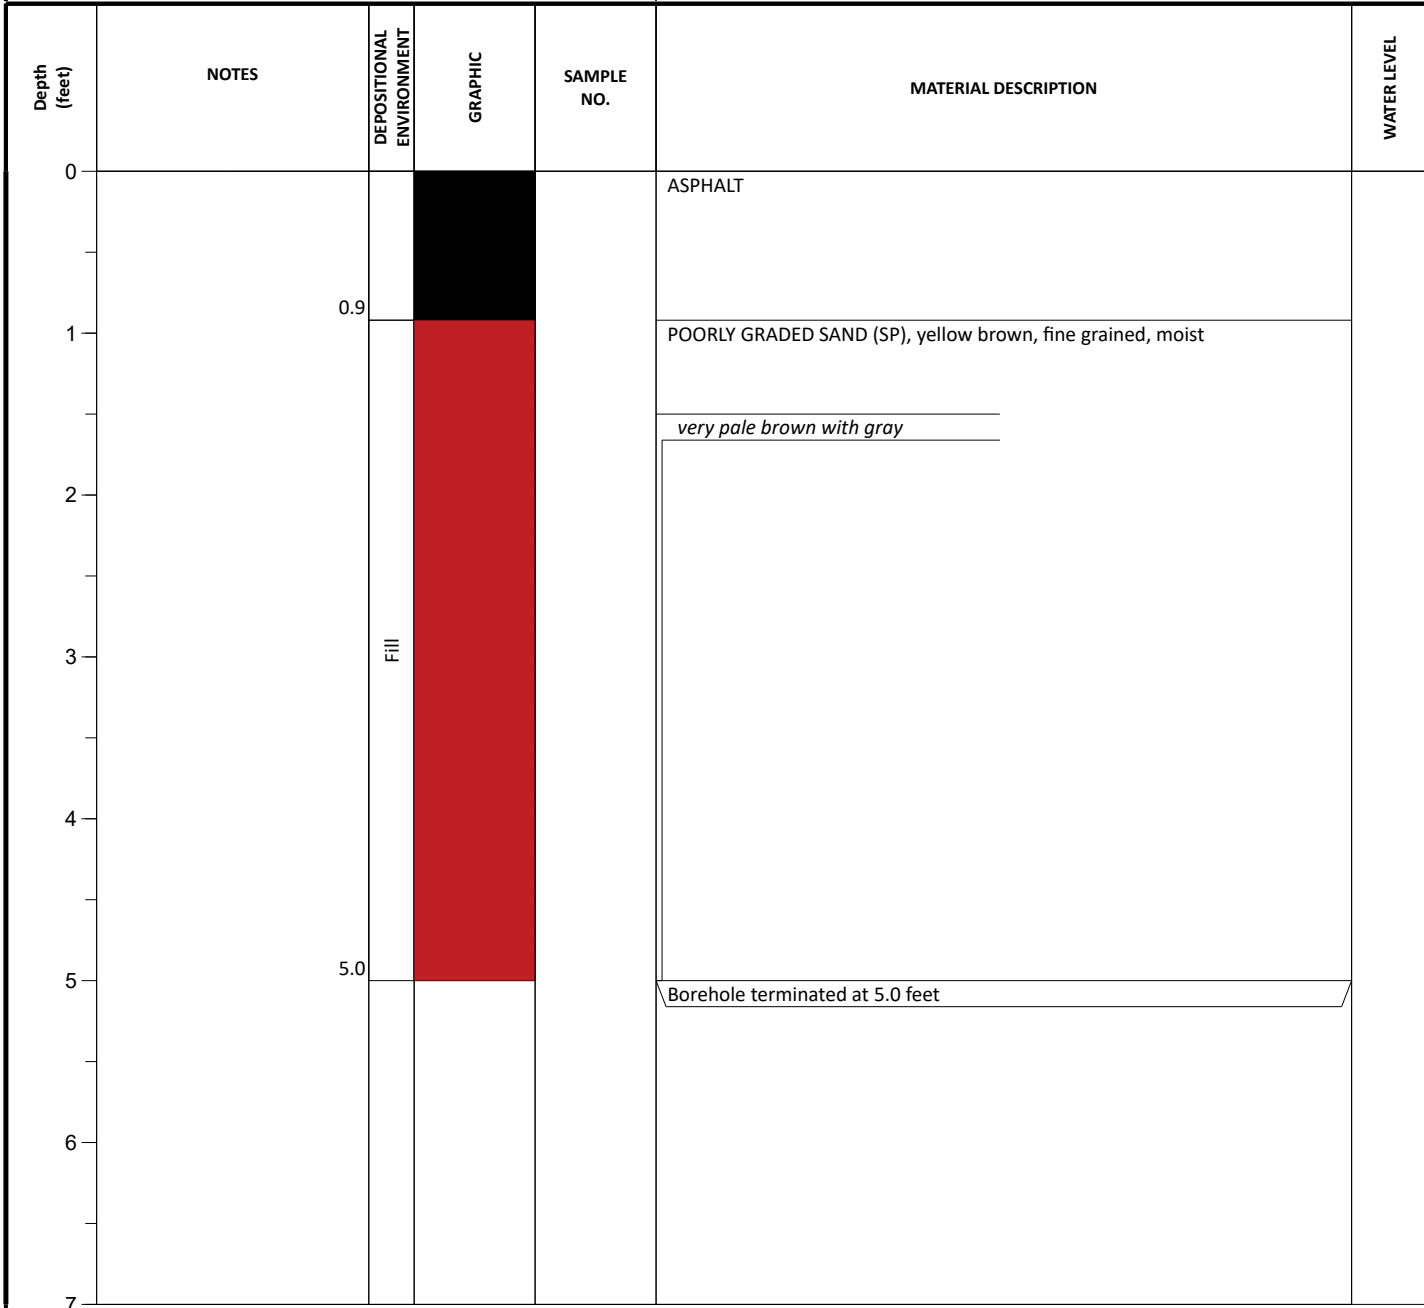 Depth
(feet)
NOTES
DEPOSITIONAL
ENVIRONMENT
GRAPHIC
SAMPLE
NO.
MATERIAL DESCRIPTION
WATER LEVEL
0
ASPHALT
0.9
1
POORLY GRADED SAND (SP), yellow brown, fine grained, moist
very pale brown with gray
2
3
Fill
4
5.0
5
Borehole terminated at 5.0 feet
6
7